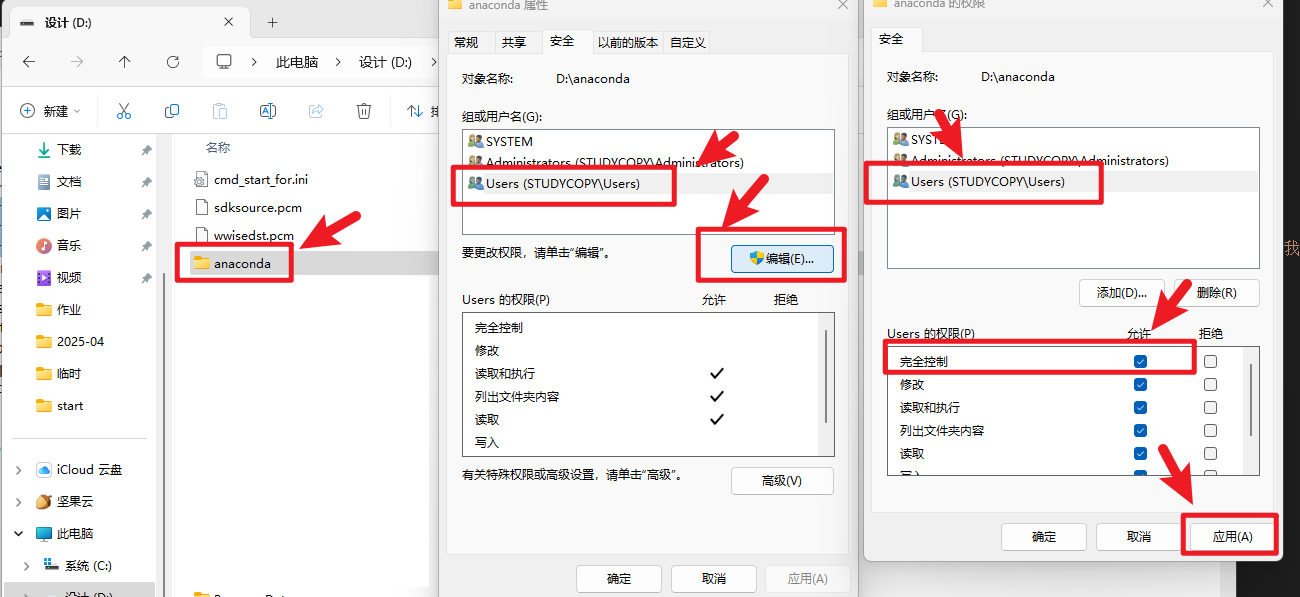 设计 (D:)
此电脑
设计 (D:)
新建
排
下载
文档
图片
音乐
视频
作业
2025-04
临时
start
iCloud 云盘
坚果云
此电脑
系统 (C:)
设计 (D:)
名称
cmd_start_for.ini
sdksource.pcm
wwisedst.pcm
anaconda
anaconda 属性
常规
共享
安全
以前的版本
自定义
对象名称:
D:\anaconda
组或用户名(G):
SYSTEM
Administrators (STUDYCOPY\Administrators)
Users (STUDYCOPY\Users)
要更改权限，请单击“编辑”。
编辑(E)...
Users 的权限(P)
允许
拒绝
完全控制
修改
读取和执行
列出文件夹内容
读取
写入
有关特殊权限或高级设置，请单击“高级”。
高级(V)
确定
取消
应用(A)
anaconda 的权限
安全
对象名称:
D:\anaconda
组或用户名(G):
SYSTEM
Administrators (STUDYCOPY\Administrators)
Users (STUDYCOPY\Users)
添加(D)...
删除(R)
Users 的权限(P)
允许
拒绝
完全控制
修改
读取和执行
列出文件夹内容
读取
写入
确定
取消
应用(A)
我